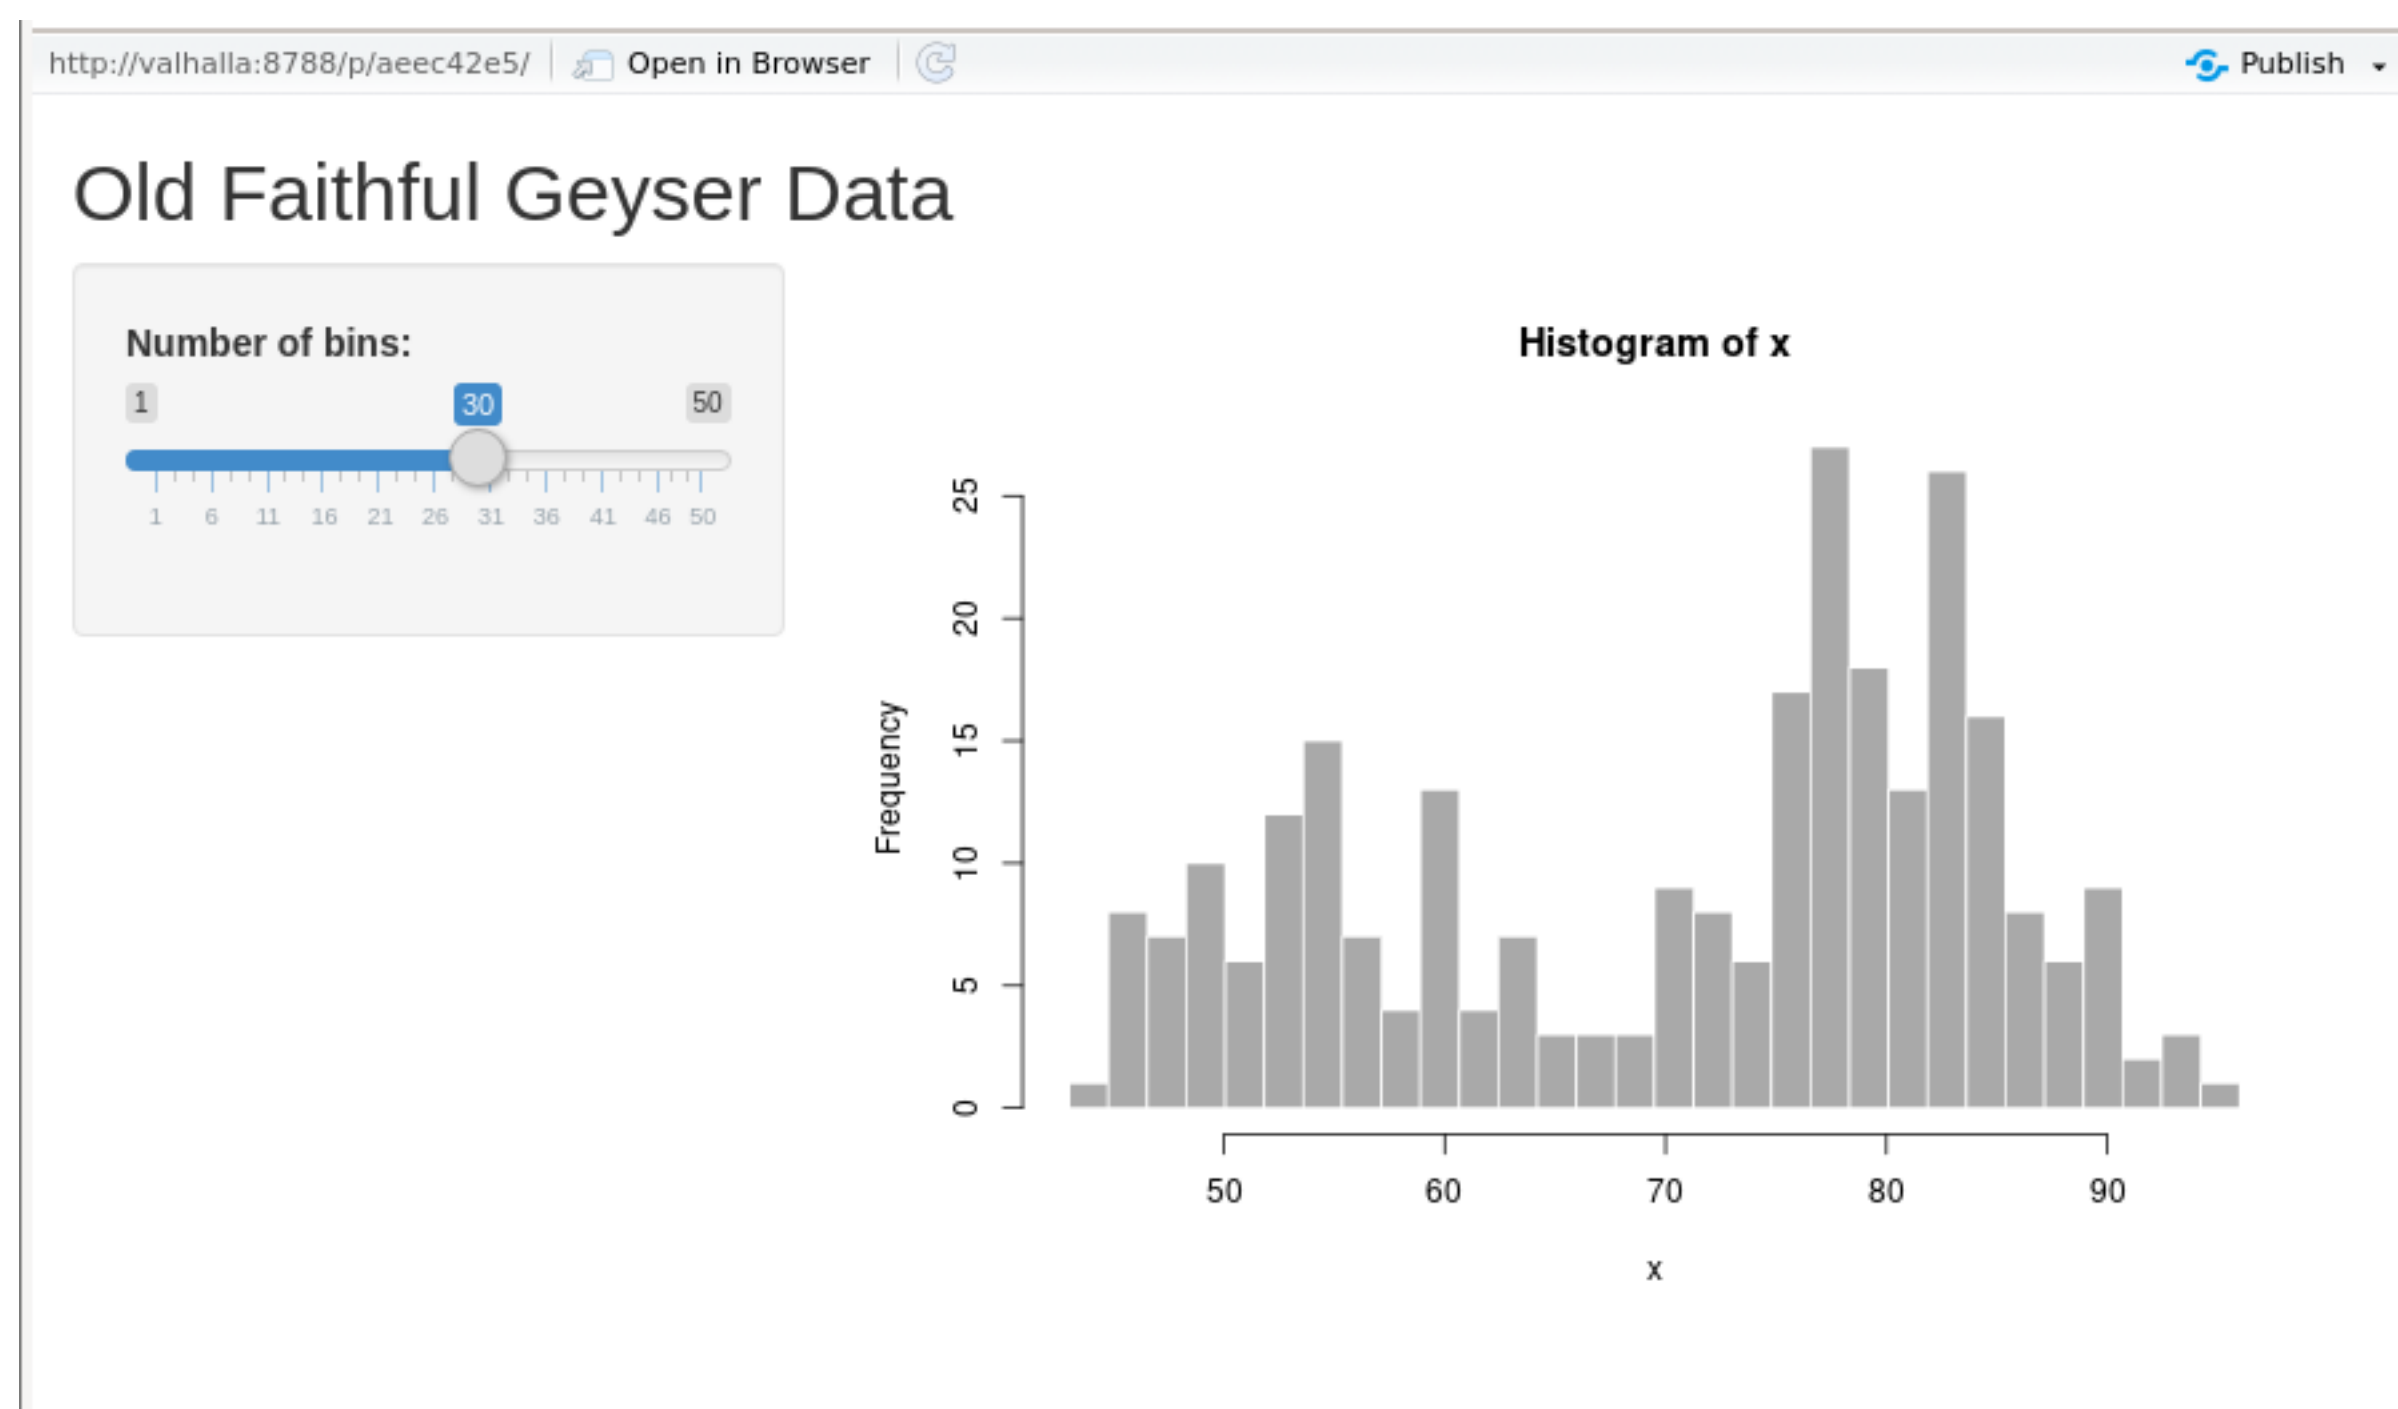 http://valhalla:8788/p/aeec42e5/ Open in Browser Publish
Old Faithful Geyser Data
Number of bins:
1 30 50
1 6 11 16 21 26 31 36 41 46 50
Histogram of x
Frequency
25
20
15
10
5
0
50 60 70 80 90
x